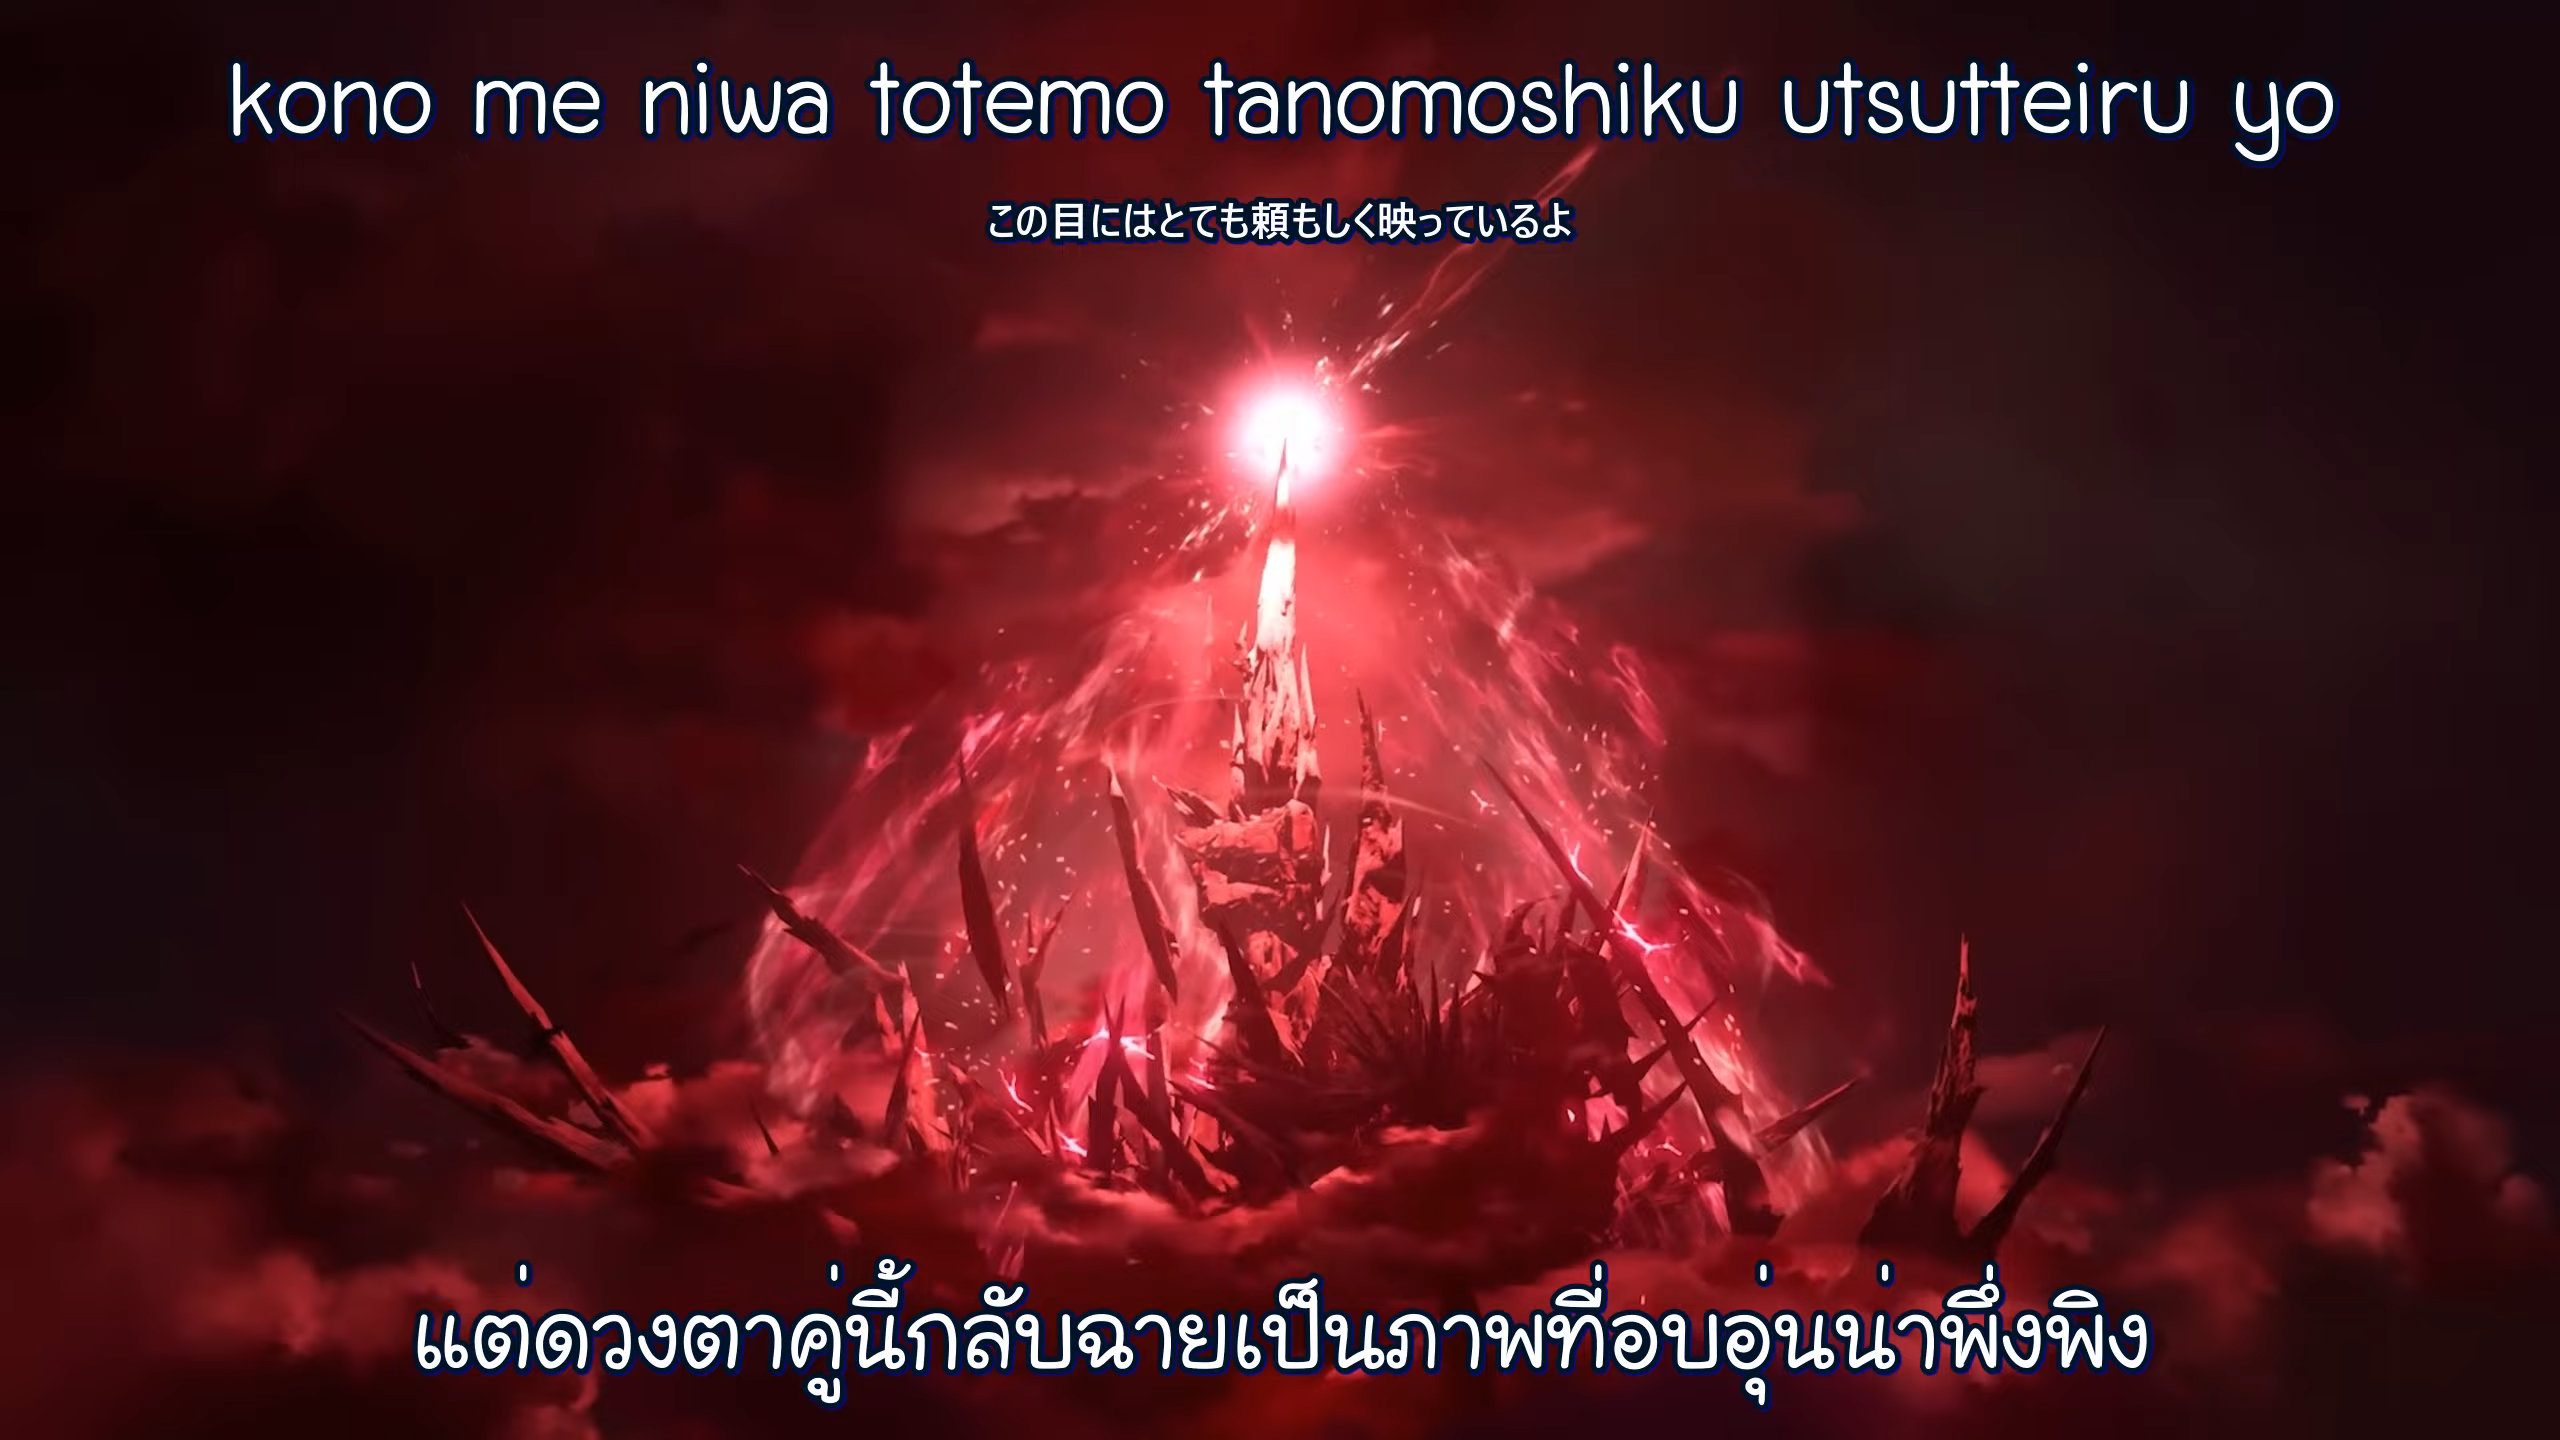 kono me niwa totemo tanomoshiku utsutteiru yo
この目にはとても頼もしく映っているよ
แต่ดวงตาคู่นี้กลับฉายเป็นภาพที่อบอุ่นน่าพึ่งพิง